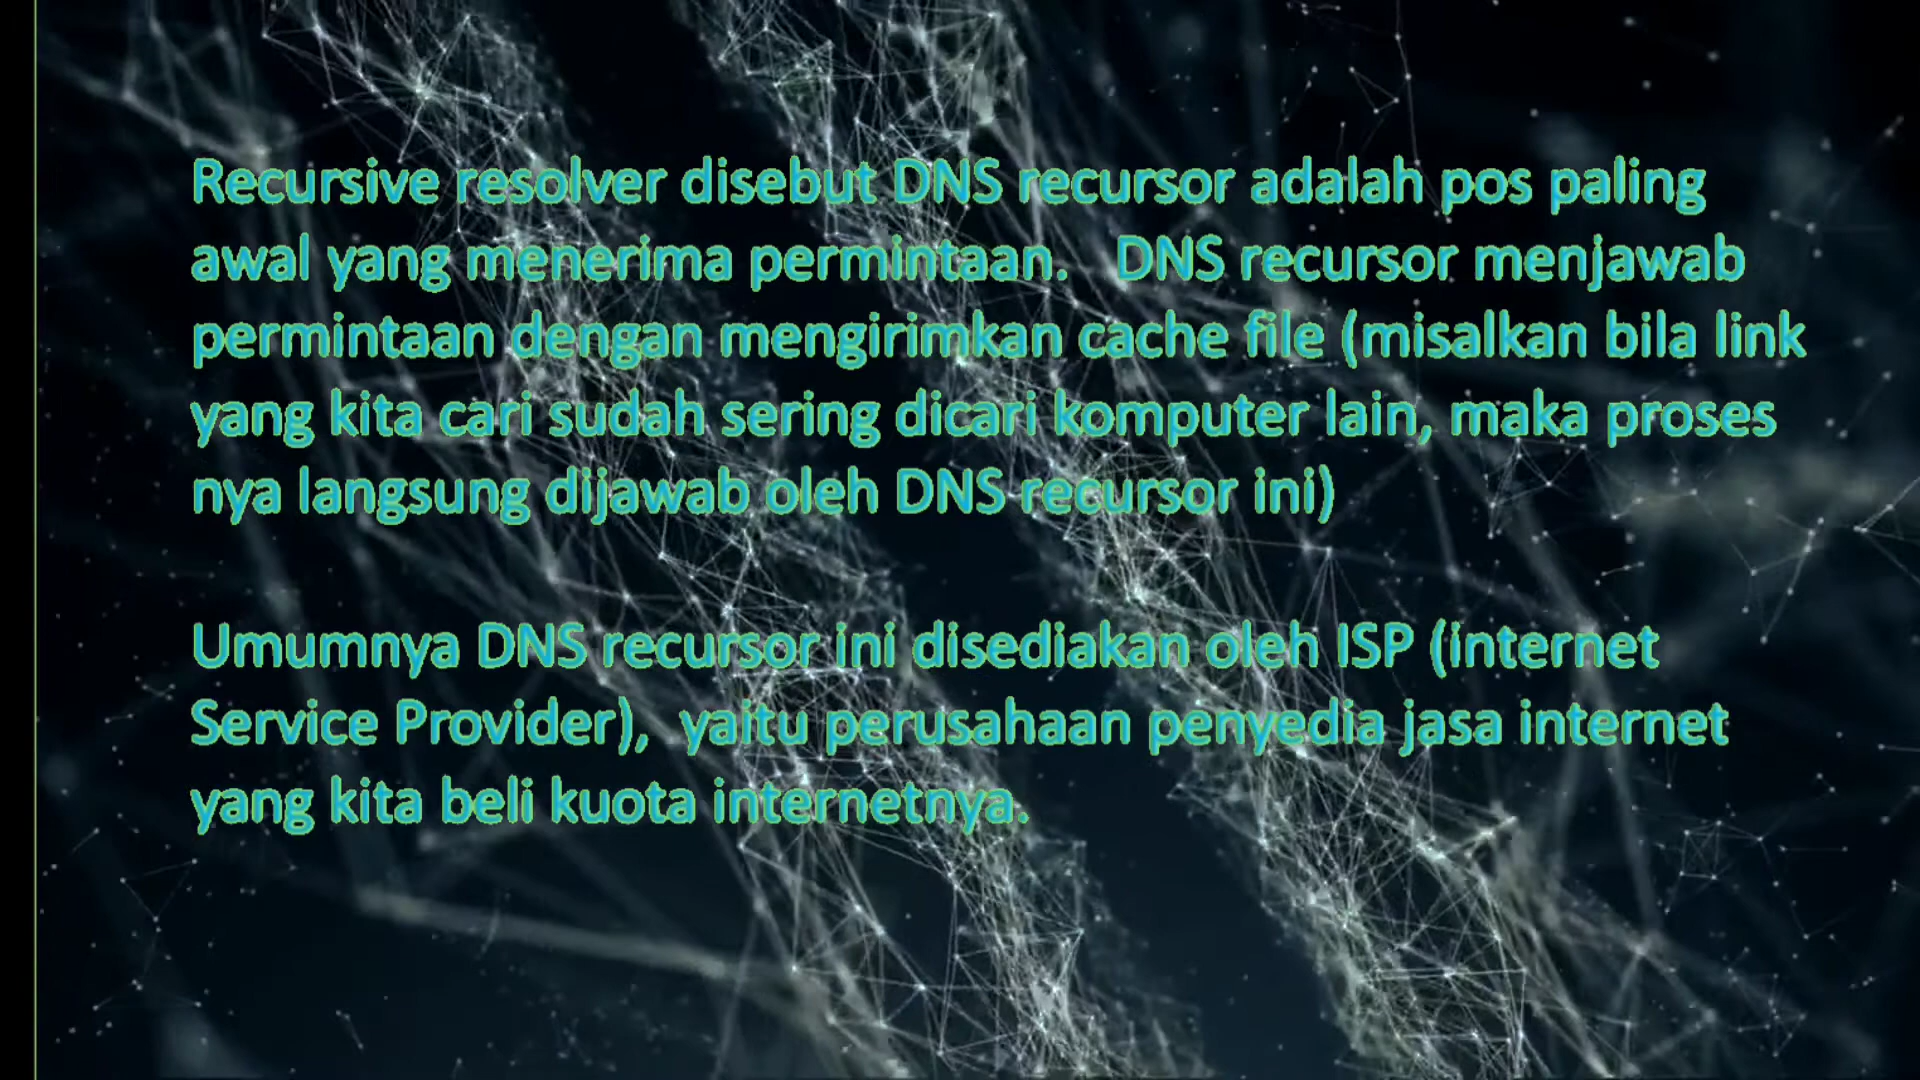 Recursive resolver disebut DNS recursor adalah pos paling
awal yang menerima permintaan.   DNS recursor menjawab
permintaan dengan mengirimkan cache file (misalkan bila link
yang kita cari sudah sering dicari komputer lain, maka proses
nya langsung dijawab oleh DNS recursor ini)
Umumnya DNS recursor ini disediakan oleh ISP (internet
Service Provider),  yaitu perusahaan penyedia jasa internet
yang kita beli kuota internetnya.